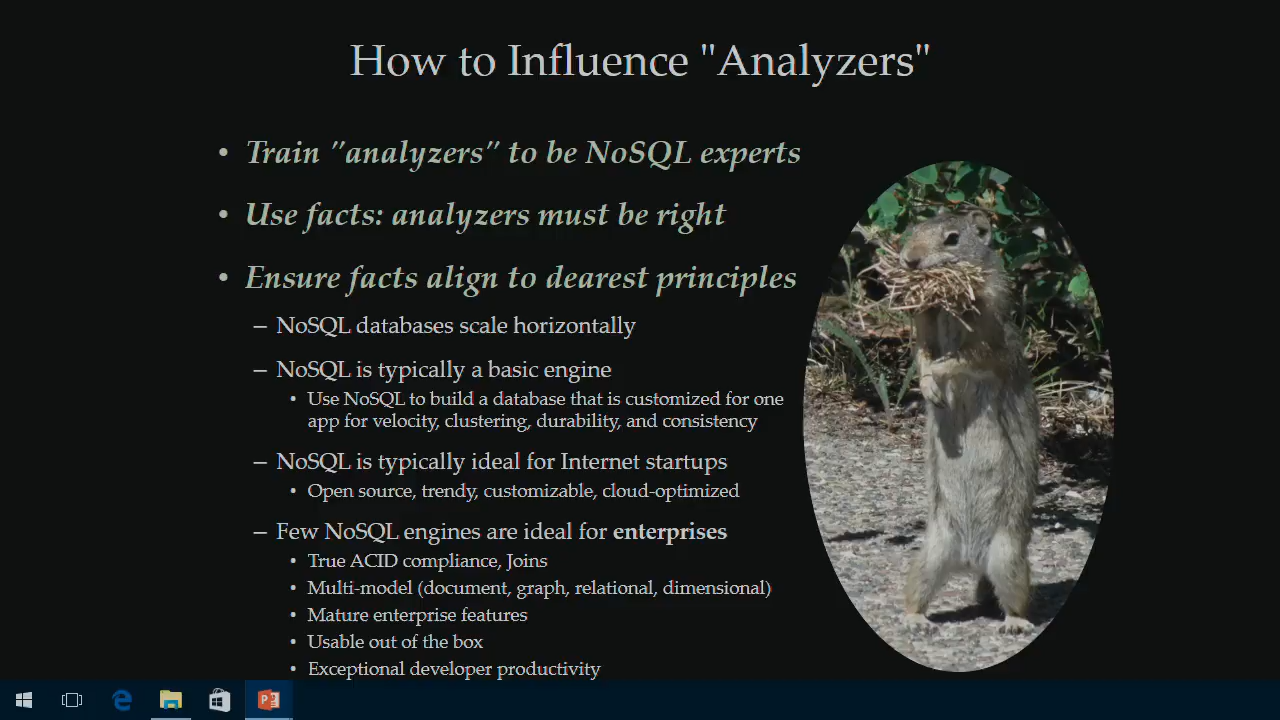 How to Influence "Analyzers"
• Train "analyzers" to be NoSQL experts
• Use facts: analyzers must be right
• Ensure facts align to dearest principles
– NoSQL databases scale horizontally
– NoSQL is typically a basic engine
• Use NoSQL to build a database that is customized for one
app for velocity, clustering, durability, and consistency
– NoSQL is typically ideal for Internet startups
• Open source, trendy, customizable, cloud-optimized
– Few NoSQL engines are ideal for enterprises
• True ACID compliance, Joins
• Multi-model (document, graph, relational, dimensional)
• Mature enterprise features
• Usable out of the box
• Exceptional developer productivity